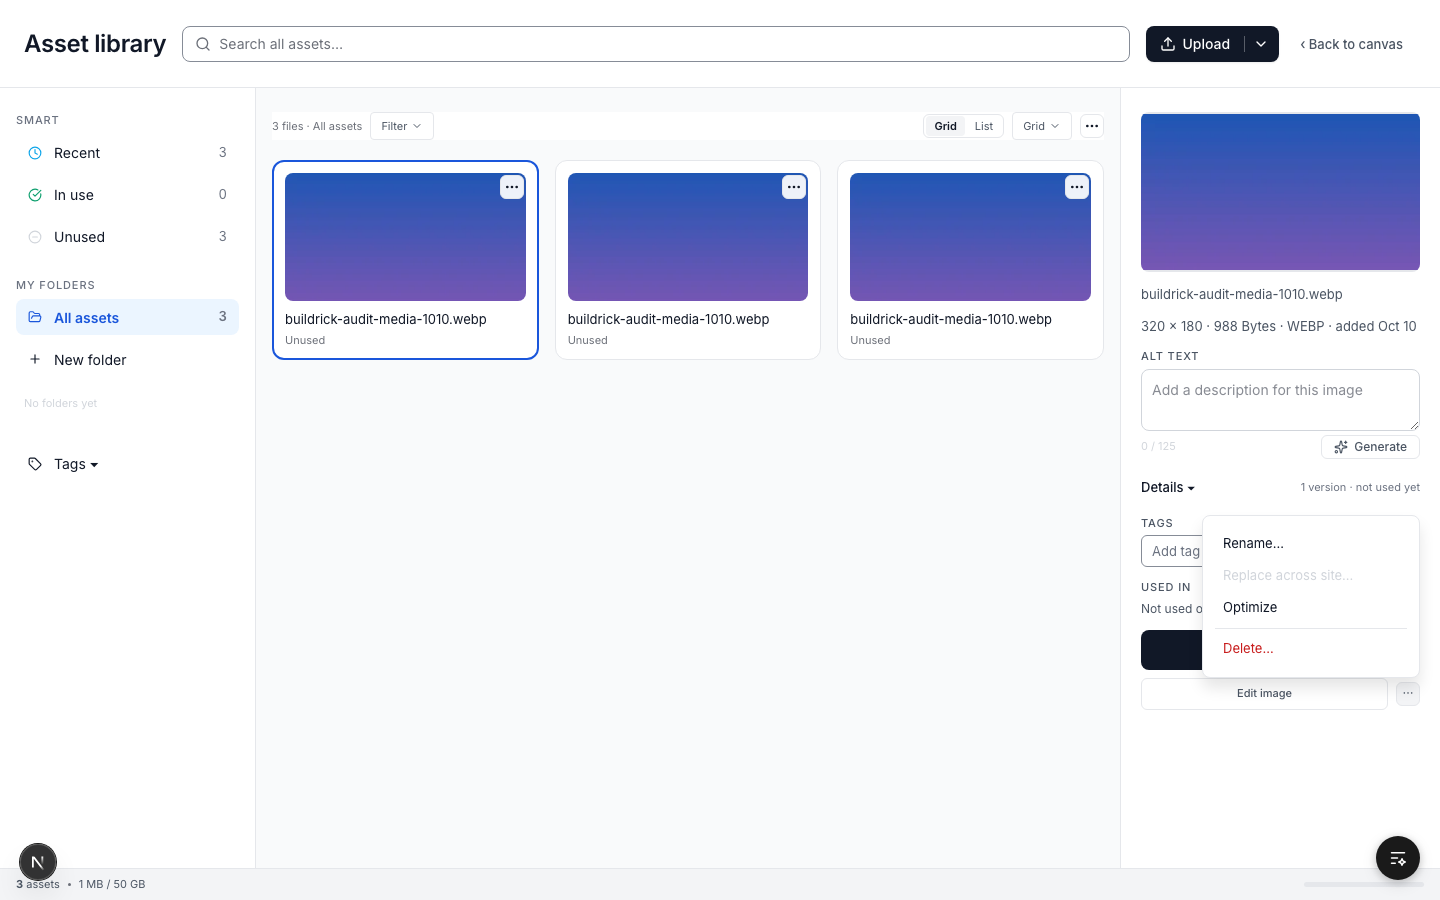 Asset library
Search all assets...
Upload
‹ Back to canvas
SMART
Recent 3
In use 0
Unused 3
MY FOLDERS
All assets 3
New folder
No folders yet
Tags
3 files · All assets
Filter
Grid
List
Grid
buildrick-audit-media-1010.webp
Unused
buildrick-audit-media-1010.webp
Unused
buildrick-audit-media-1010.webp
Unused
buildrick-audit-media-1010.webp
320 × 180 · 988 Bytes · WEBP · added Oct 10
ALT TEXT
Add a description for this image
0 / 125
Generate
Details
1 version · not used yet
TAGS
Add tag
USED IN
Not used o
Rename...
Replace across site...
Optimize
Delete...
Edit image
N
3 assets • 1 MB / 50 GB